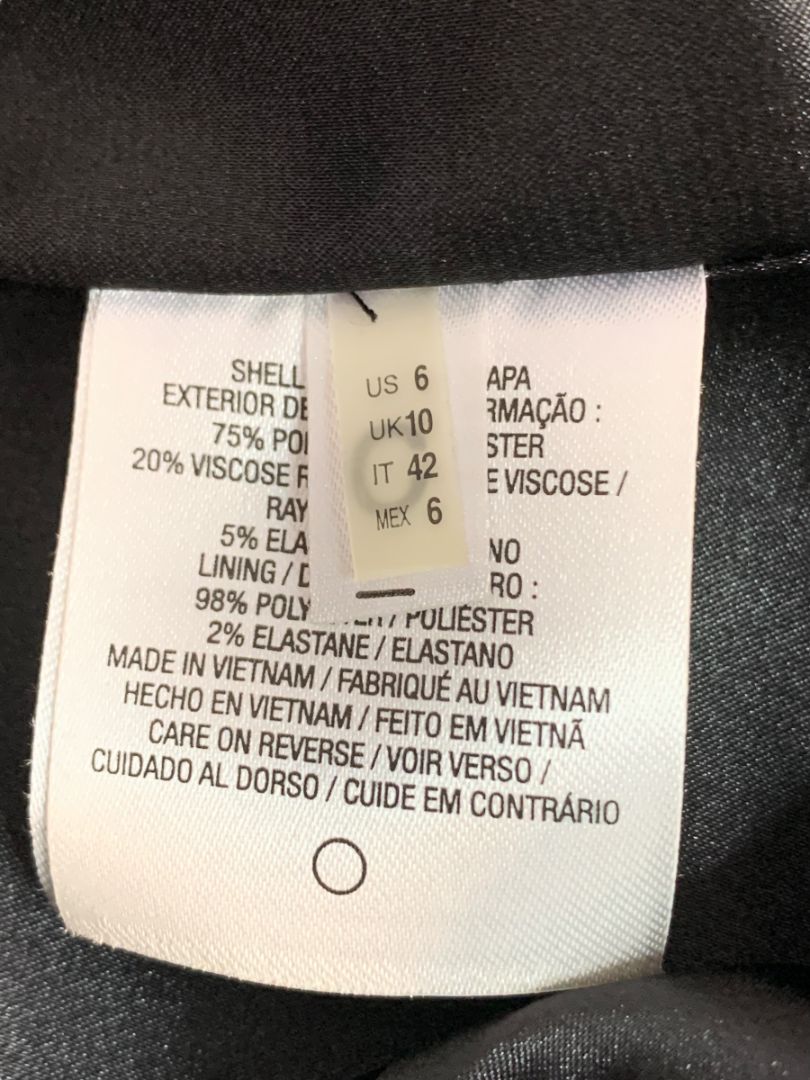 US 6
UK10
IT 42
MEX 6
SHELL APA
EXTERIOR DE RMAÇÃO :
75% POL STER
20% VISCOSE R E VISCOSE /
RAY
5% ELA NO
LINING / D RO :
98% POLY / POLIÉSTER
2% ELASTANE / ELASTANO
MADE IN VIETNAM / FABRIQUÉ AU VIETNAM
HECHO EN VIETNAM / FEITO EM VIETNÃ
CARE ON REVERSE / VOIR VERSO /
CUIDADO AL DORSO / CUIDE EM CONTRÁRIO